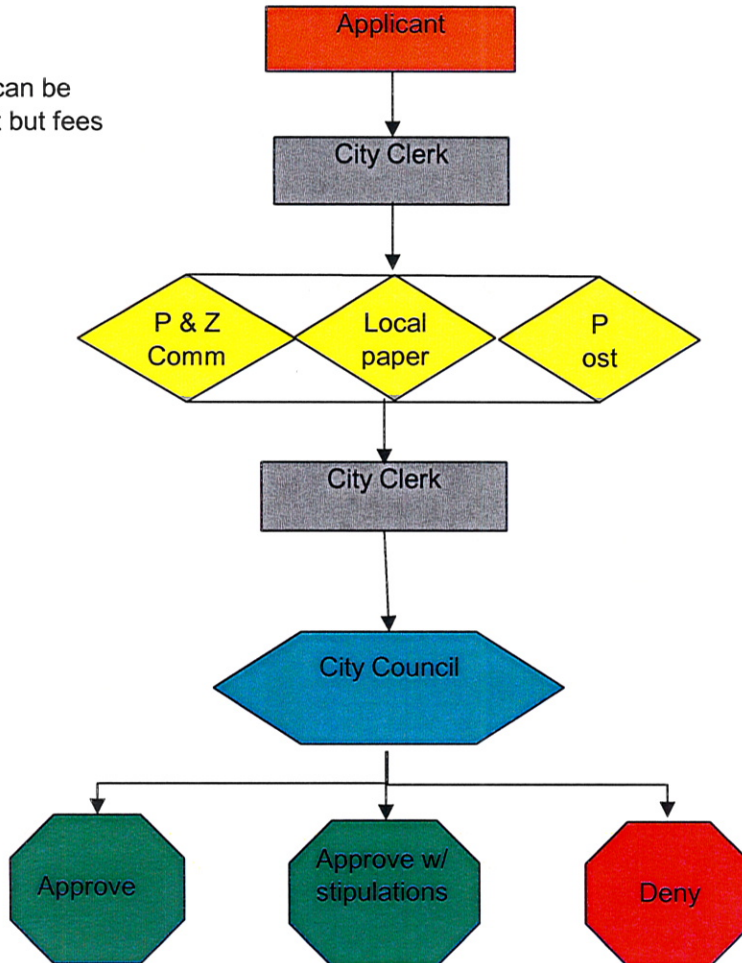 Applicant
can be
but fees
City Clerk
P & Z
Comm
Local
paper
P
ost
City Clerk
City Council
Approve
Approve w/
stipulations
Deny